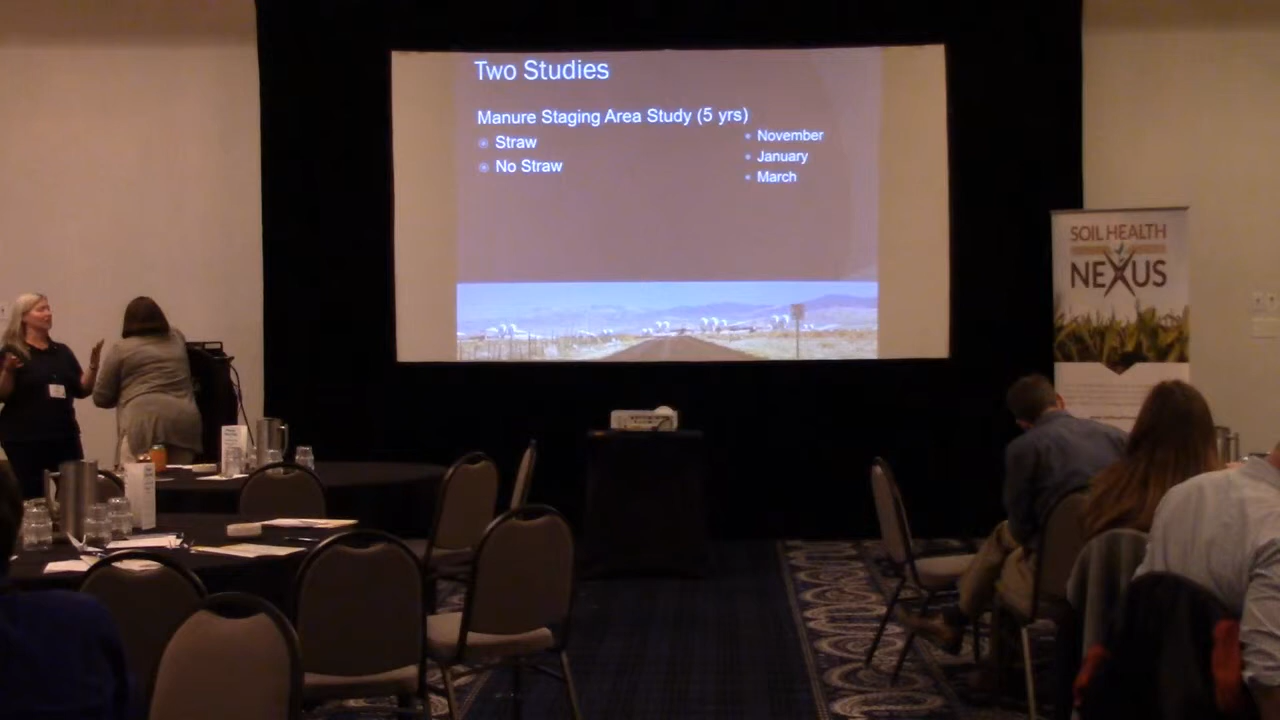 Two Studies
Manure Staging Area Study (5 yrs)
Straw
No Straw
November
January
March
SOIL HEALTH
NEXUS